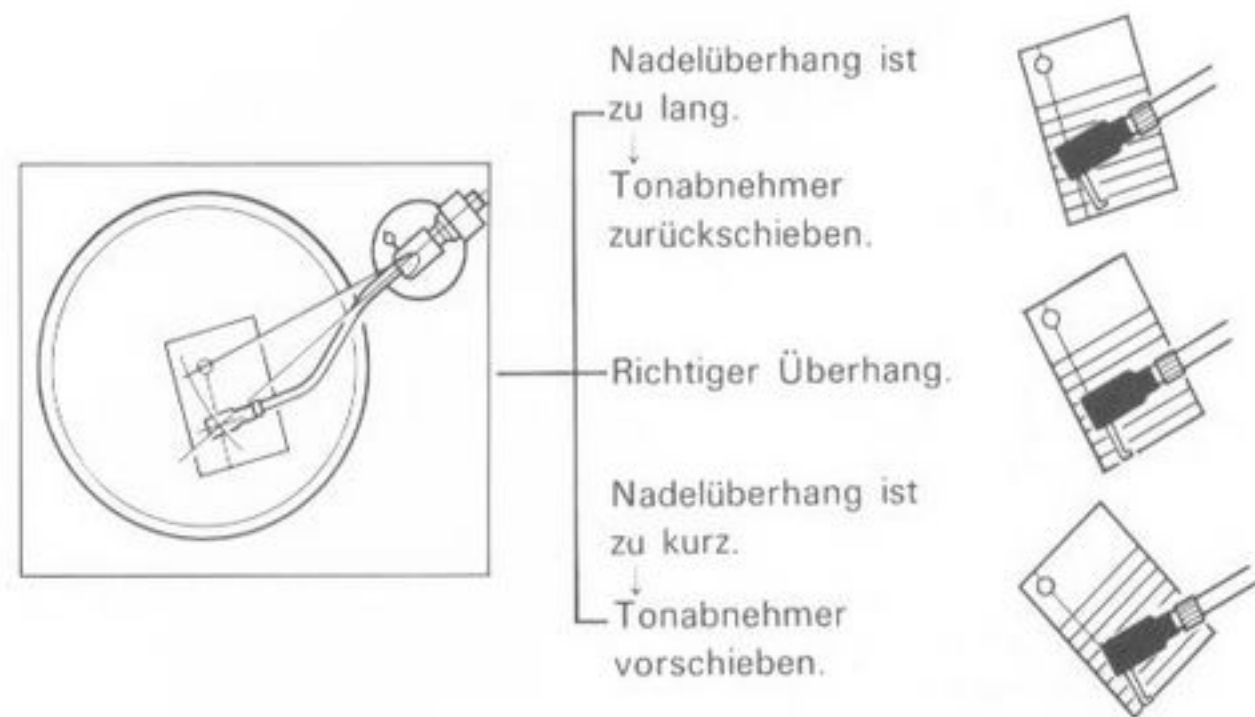 Nadelüberhang ist
zu lang.
↓
Tonabnehmer
zurückschieben.
Richtiger Überhang.
Nadelüberhang ist
zu kurz.
↓
Tonabnehmer
vorschieben.